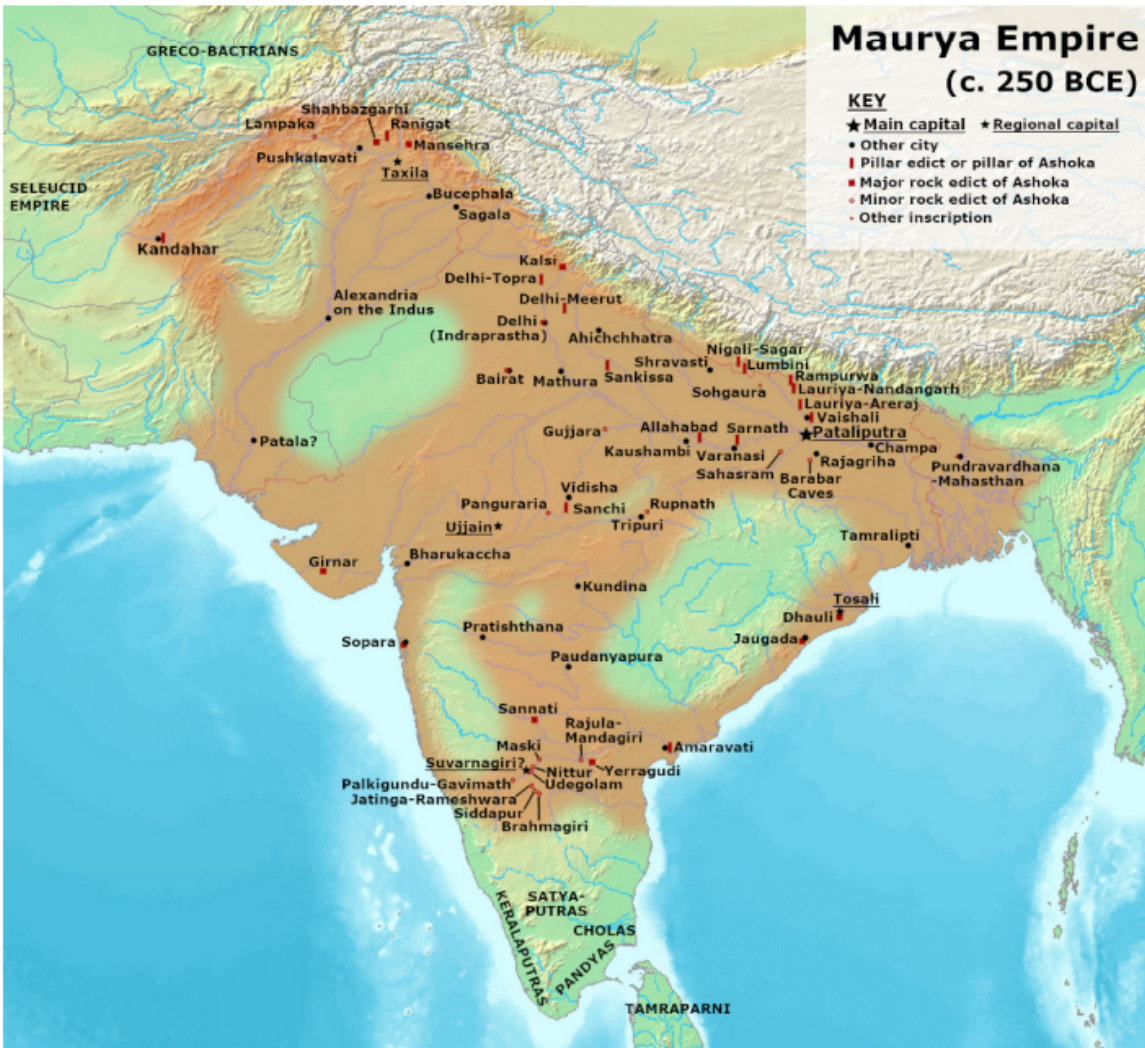 Maurya Empire
(c. 250 BCE)
KEY
Main capital
Regional capital
Other city
Pillar edict or pillar of Ashoka
Major rock edict of Ashoka
Minor rock edict of Ashoka
Other inscription
GRECO-BACTRIANS
Shahbazgarhi
Lampaka
Ranigat
Mansehra
Pushkalavati
Taxila
SELEUCID
EMPIRE
Bucephala
Sagala
Kandahar
Kalsi
Delhi-Topra
Alexandria
on the Indus
Delhi-Meerut
Delhi
(Indraprastha)
Ahichchhatra
Nigali-Sagar
Shravasti
Lumbini
Bairat
Mathura
Sankissa
Rampurwa
Sohgaura
Lauriya-Nandangarh
Lauriya-Areraj
Vaishali
Allahabad
Sarnath
Gujjara
Pataliputra
Patala?
Kaushambi
Varanasi
Champa
Sahasram
Rajagriha
Pundravardhana
-Mahasthan
Barabar
Caves
Vidisha
Panguraria
Sanchi
Rupnath
Ujjain
Tripuri
Tamralipti
Girnar
Bharukaccha
Kundina
Tosali
Dhauli
Sopara
Pratishthana
Jaugada
Paudanyapura
Sannati
Rajula-
Mandagiri
Maski
Amaravati
Suvarnagiri?
Nittur
Yerragudi
Palkigundu-Gavimath
Udegolam
Jatinga-Rameshwara
Siddapur
Brahmagiri
SATYA-
PUTRAS
KERALAPUTRAS
CHOLAS
PANDYAS
TAMRAPARNI